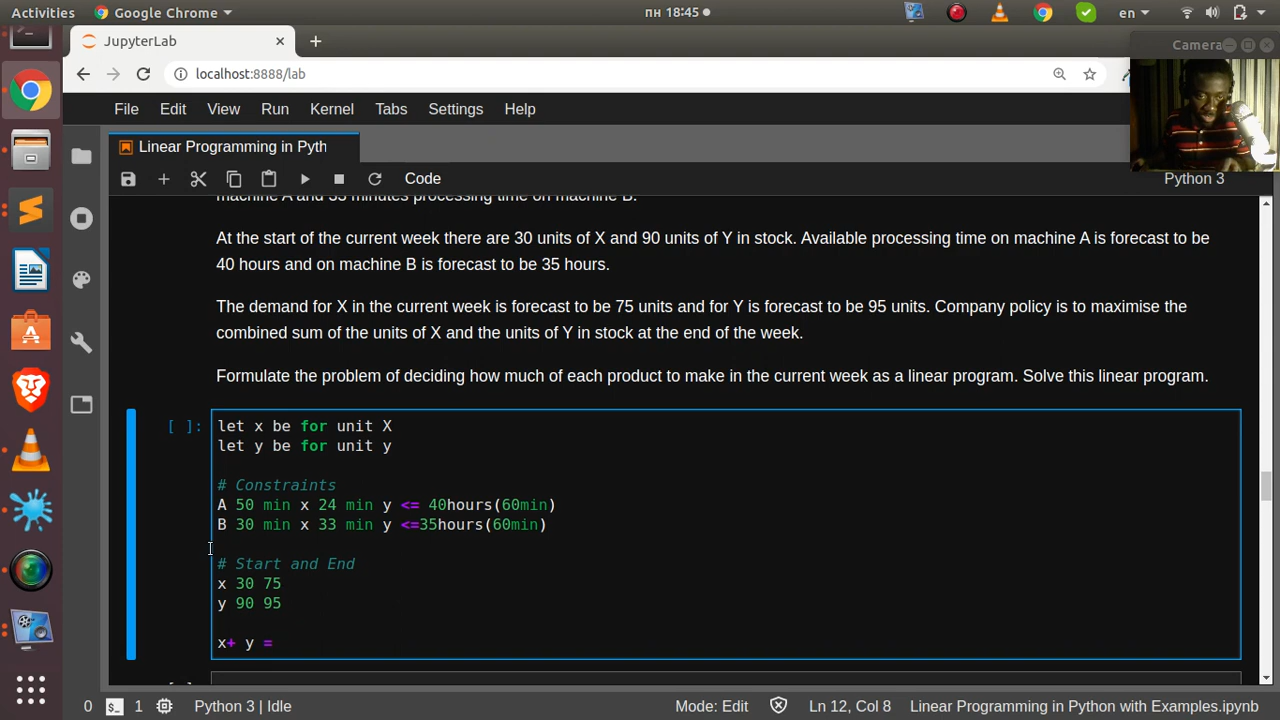 Activities Google Chrome пн 18:45 en
JupyterLab
Camera
localhost:8888/lab
File Edit View Run Kernel Tabs Settings Help
Linear Programming in Pyth
Code Python 3
machine A and 33 minutes processing time on machine B.
At the start of the current week there are 30 units of X and 90 units of Y in stock. Available processing time on machine A is forecast to be
40 hours and on machine B is forecast to be 35 hours.
The demand for X in the current week is forecast to be 75 units and for Y is forecast to be 95 units. Company policy is to maximise the
combined sum of the units of X and the units of Y in stock at the end of the week.
Formulate the problem of deciding how much of each product to make in the current week as a linear program. Solve this linear program.
[ ]: let x be for unit X
let y be for unit y
# Constraints
A 50 min x 24 min y <= 40hours(60min)
B 30 min x 33 min y <=35hours(60min)
# Start and End
x 30 75
y 90 95
x+ y =
0 1 Python 3 | Idle Mode: Edit Ln 12, Col 8 Linear Programming in Python with Examples.ipynb